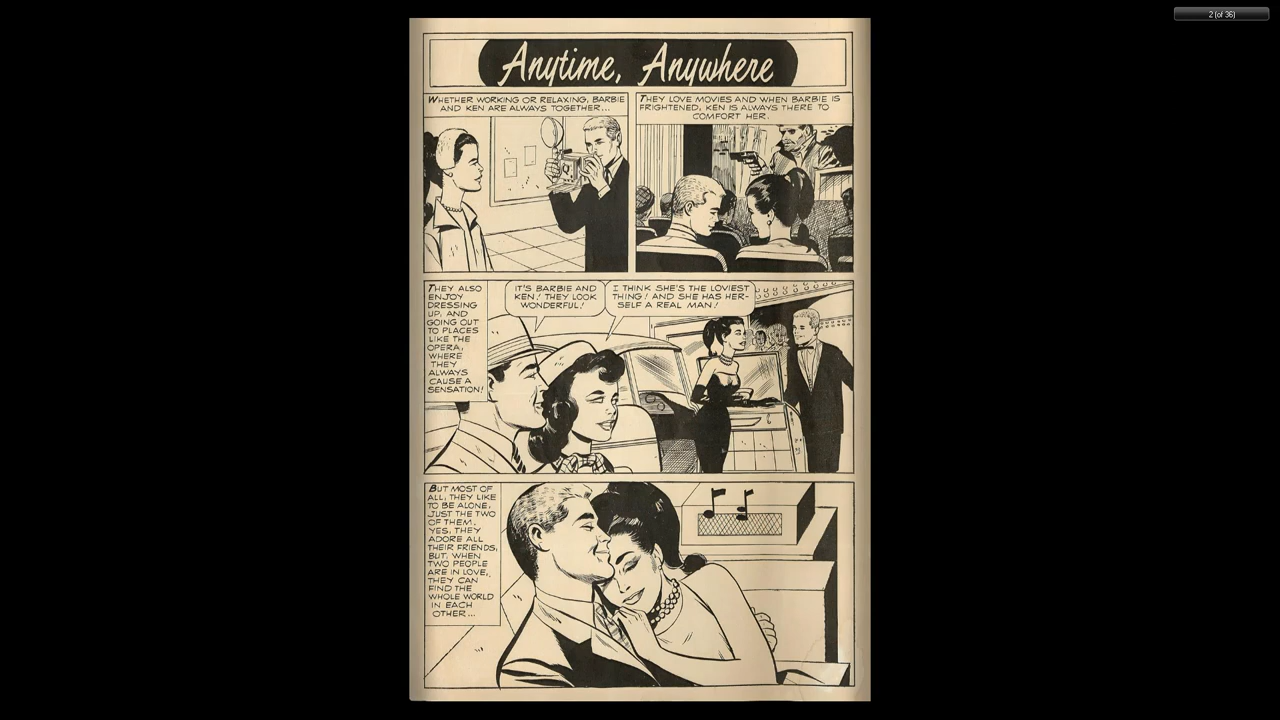 2 (of 36)
Anytime, Anywhere
WHETHER WORKING OR RELAXING, BARBIE
AND KEN ARE ALWAYS TOGETHER...
THEY LOVE MOVIES AND WHEN BARBIE IS
FRIGHTENED, KEN IS ALWAYS THERE TO
COMFORT HER.
THEY ALSO
ENJOY
DRESSING
UP, AND
GOING OUT
TO PLACES
LIKE THE
OPERA,
WHERE
THEY
ALWAYS
CAUSE A
SENSATION!
IT'S BARBIE AND
KEN! THEY LOOK
WONDERFUL!
I THINK SHE'S THE LOVIEST
THING! AND SHE HAS HER-
SELF A REAL MAN!
BUT MOST OF
ALL, THEY LIKE
TO BE ALONE,
JUST THE TWO
OF THEM.
YES, THEY
ADORE ALL
THEIR FRIENDS,
BUT, WHEN
TWO PEOPLE
ARE IN LOVE,
THEY CAN
FIND THE
WHOLE WORLD
IN EACH
OTHER...